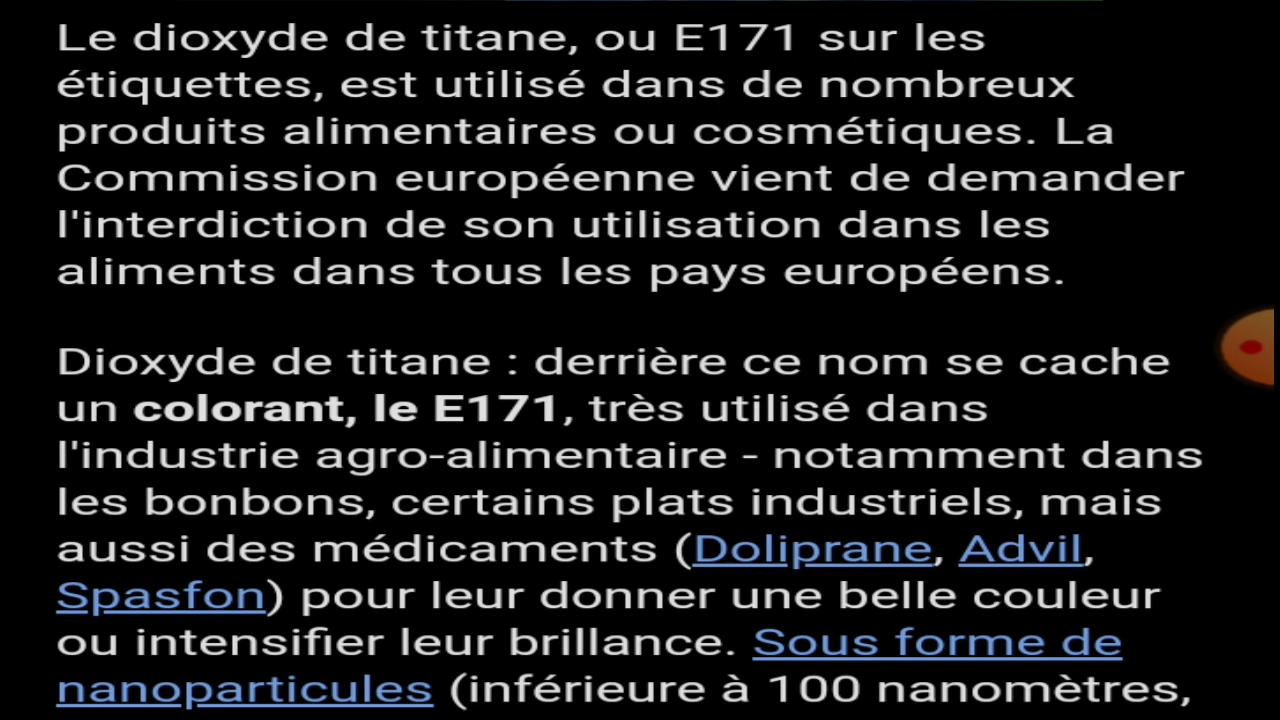 Le dioxyde de titane, ou E171 sur les
étiquettes, est utilisé dans de nombreux
produits alimentaires ou cosmétiques. La
Commission européenne vient de demander
l'interdiction de son utilisation dans les
aliments dans tous les pays européens.
Dioxyde de titane : derrière ce nom se cache
un colorant, le E171, très utilisé dans
l'industrie agro-alimentaire - notamment dans
les bonbons, certains plats industriels, mais
aussi des médicaments (Doliprane, Advil,
Spasfon) pour leur donner une belle couleur
ou intensifier leur brillance. Sous forme de
nanoparticules (inférieure à 100 nanomètres,